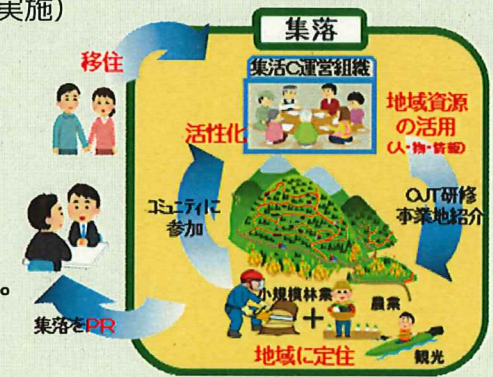 実施）
集落
移住
集活C運営組織
地域資源
の活用
（人・物・情報）
活性化
コミュニティに
参加
OJT研修
事業地紹介
小規模林業
＋
農業
地域に定住
観光
。
集落をPR